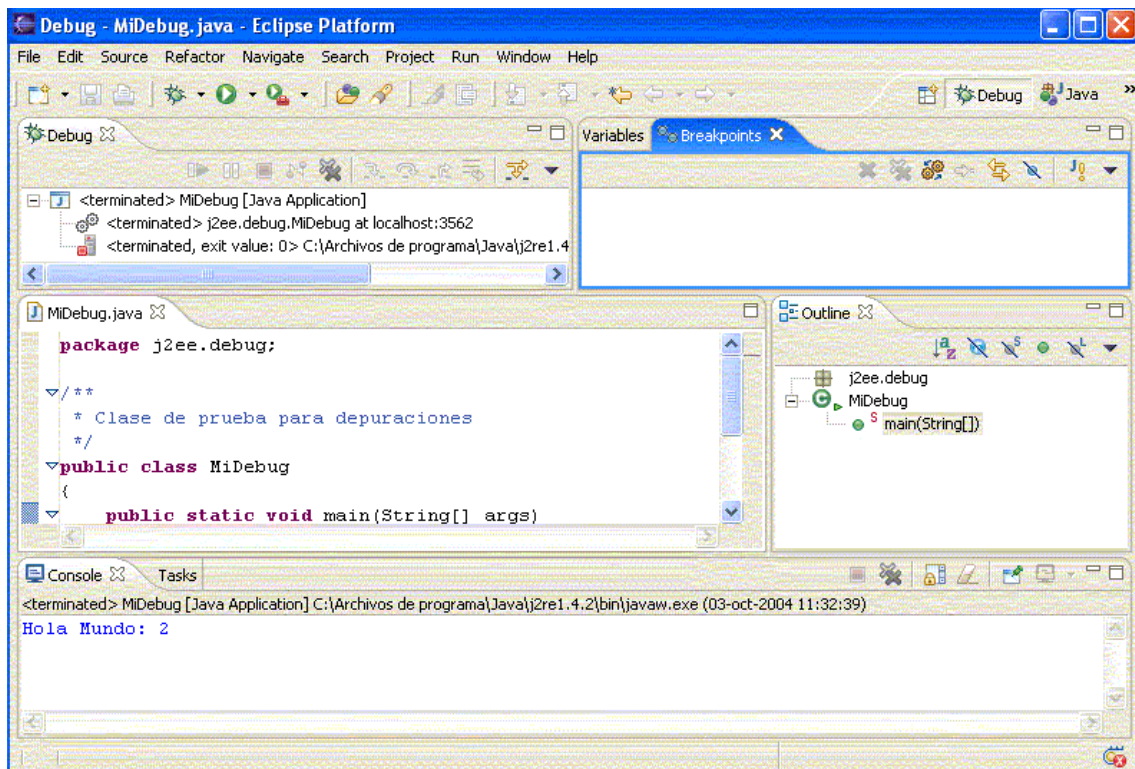 Debug - MiDebug.java - Eclipse Platform
File Edit Source Refactor Navigate Search Project Run Window Help
Debug Java »
Debug
Variables Breakpoints
<terminated> MiDebug [Java Application]
<terminated> j2ee.debug.MiDebug at localhost:3562
<terminated, exit value: 0> C:\Archivos de programa\Java\j2re1.4
MiDebug.java
package j2ee.debug;
/**
* Clase de prueba para depuraciones
*/
public class MiDebug
{
public static void main(String[] args)
Outline
j2ee.debug
MiDebug
main(String[])
Console Tasks
<terminated> MiDebug [Java Application] C:\Archivos de programa\Java\j2re1.4.2\bin\javaw.exe (03-oct-2004 11:32:39)
Hola Mundo: 2